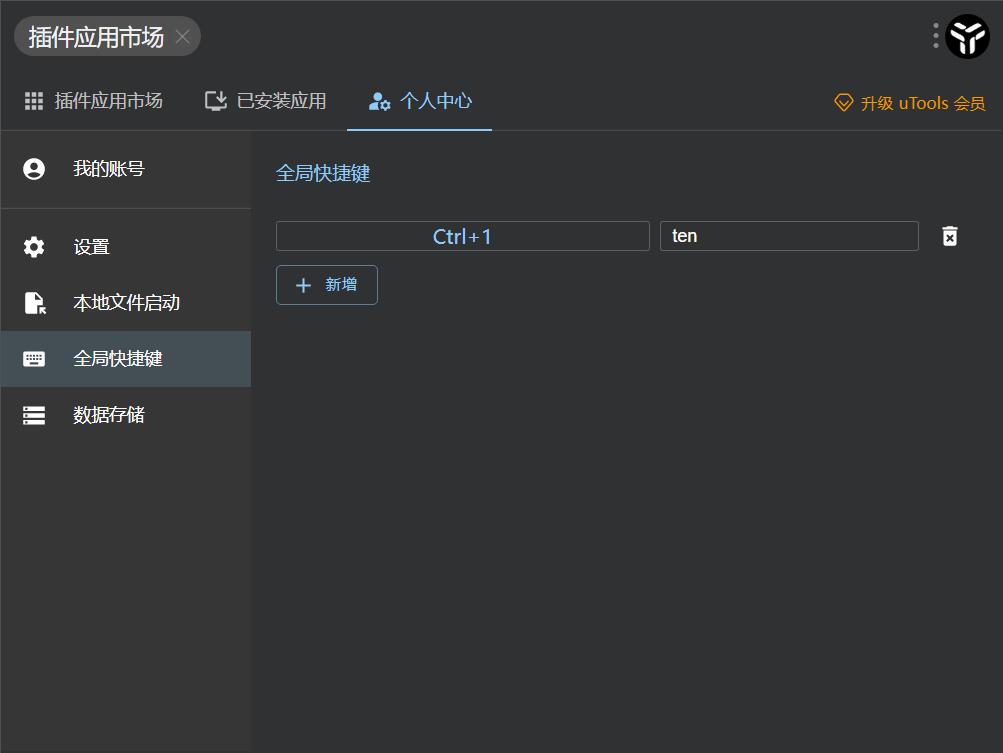 插件应用市场
插件应用市场
已安装应用
个人中心
升级 uTools 会员
我的账号
设置
本地文件启动
全局快捷键
数据存储
全局快捷键
Ctrl+1
ten
新增